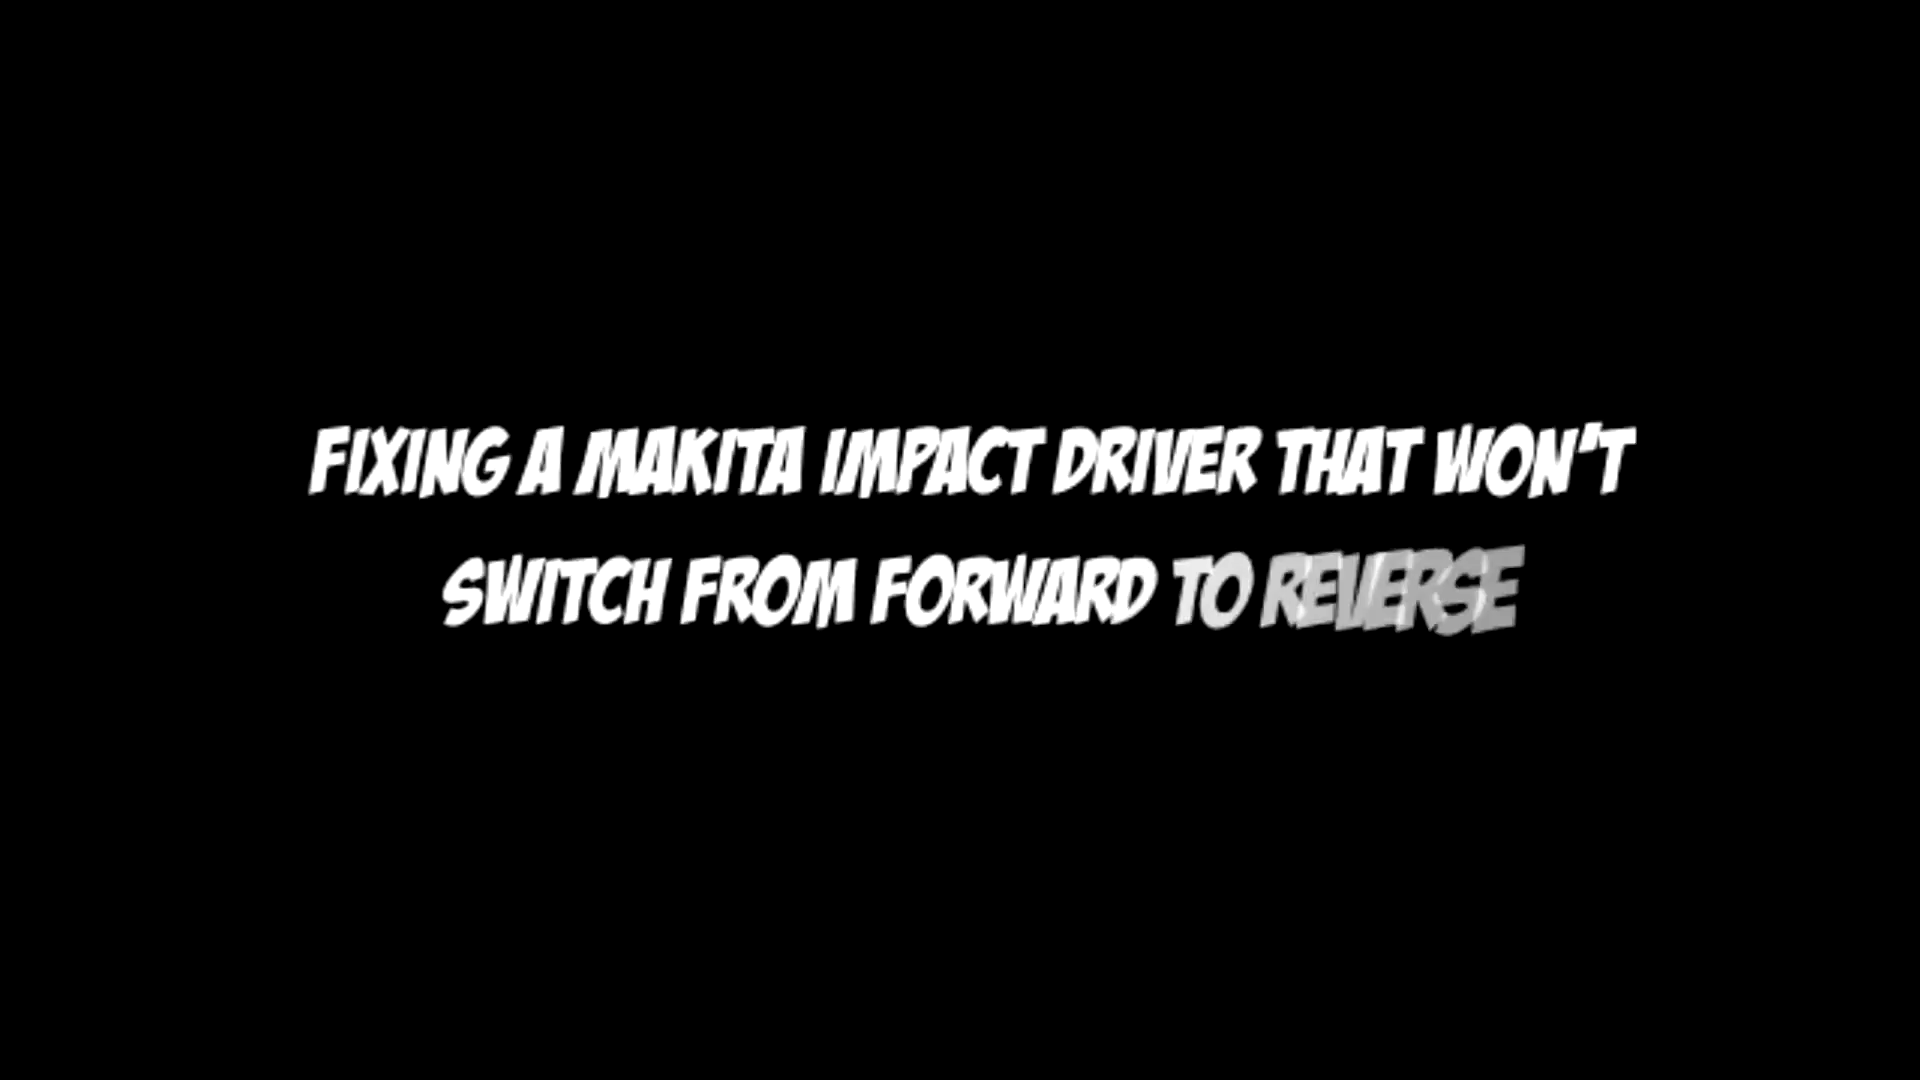 FIXING A MAKITA IMPACT DRIVER THAT WON'T
SWITCH FROM FORWARD TO REVERSE